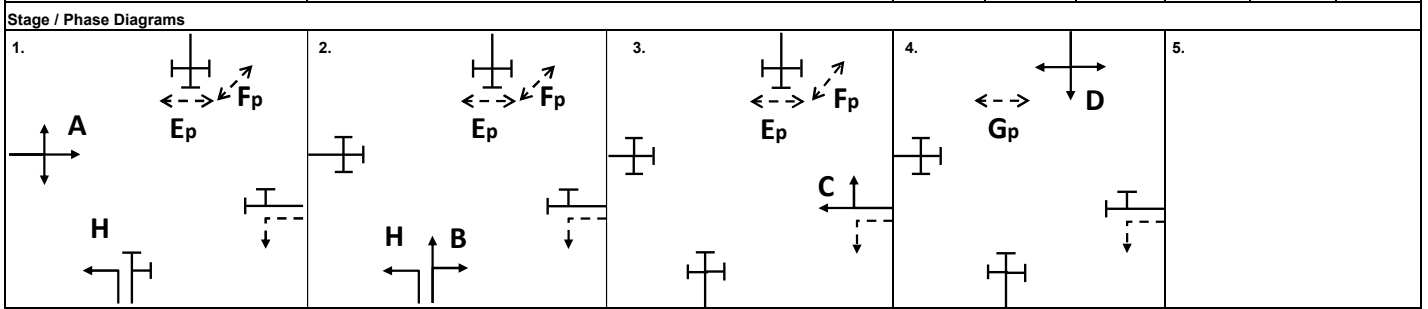 Stage / Phase Diagrams
1.
A
Ep
Fp
H
2.
Ep
Fp
H B
3.
Ep
Fp
C
4.
D
Gp
5.